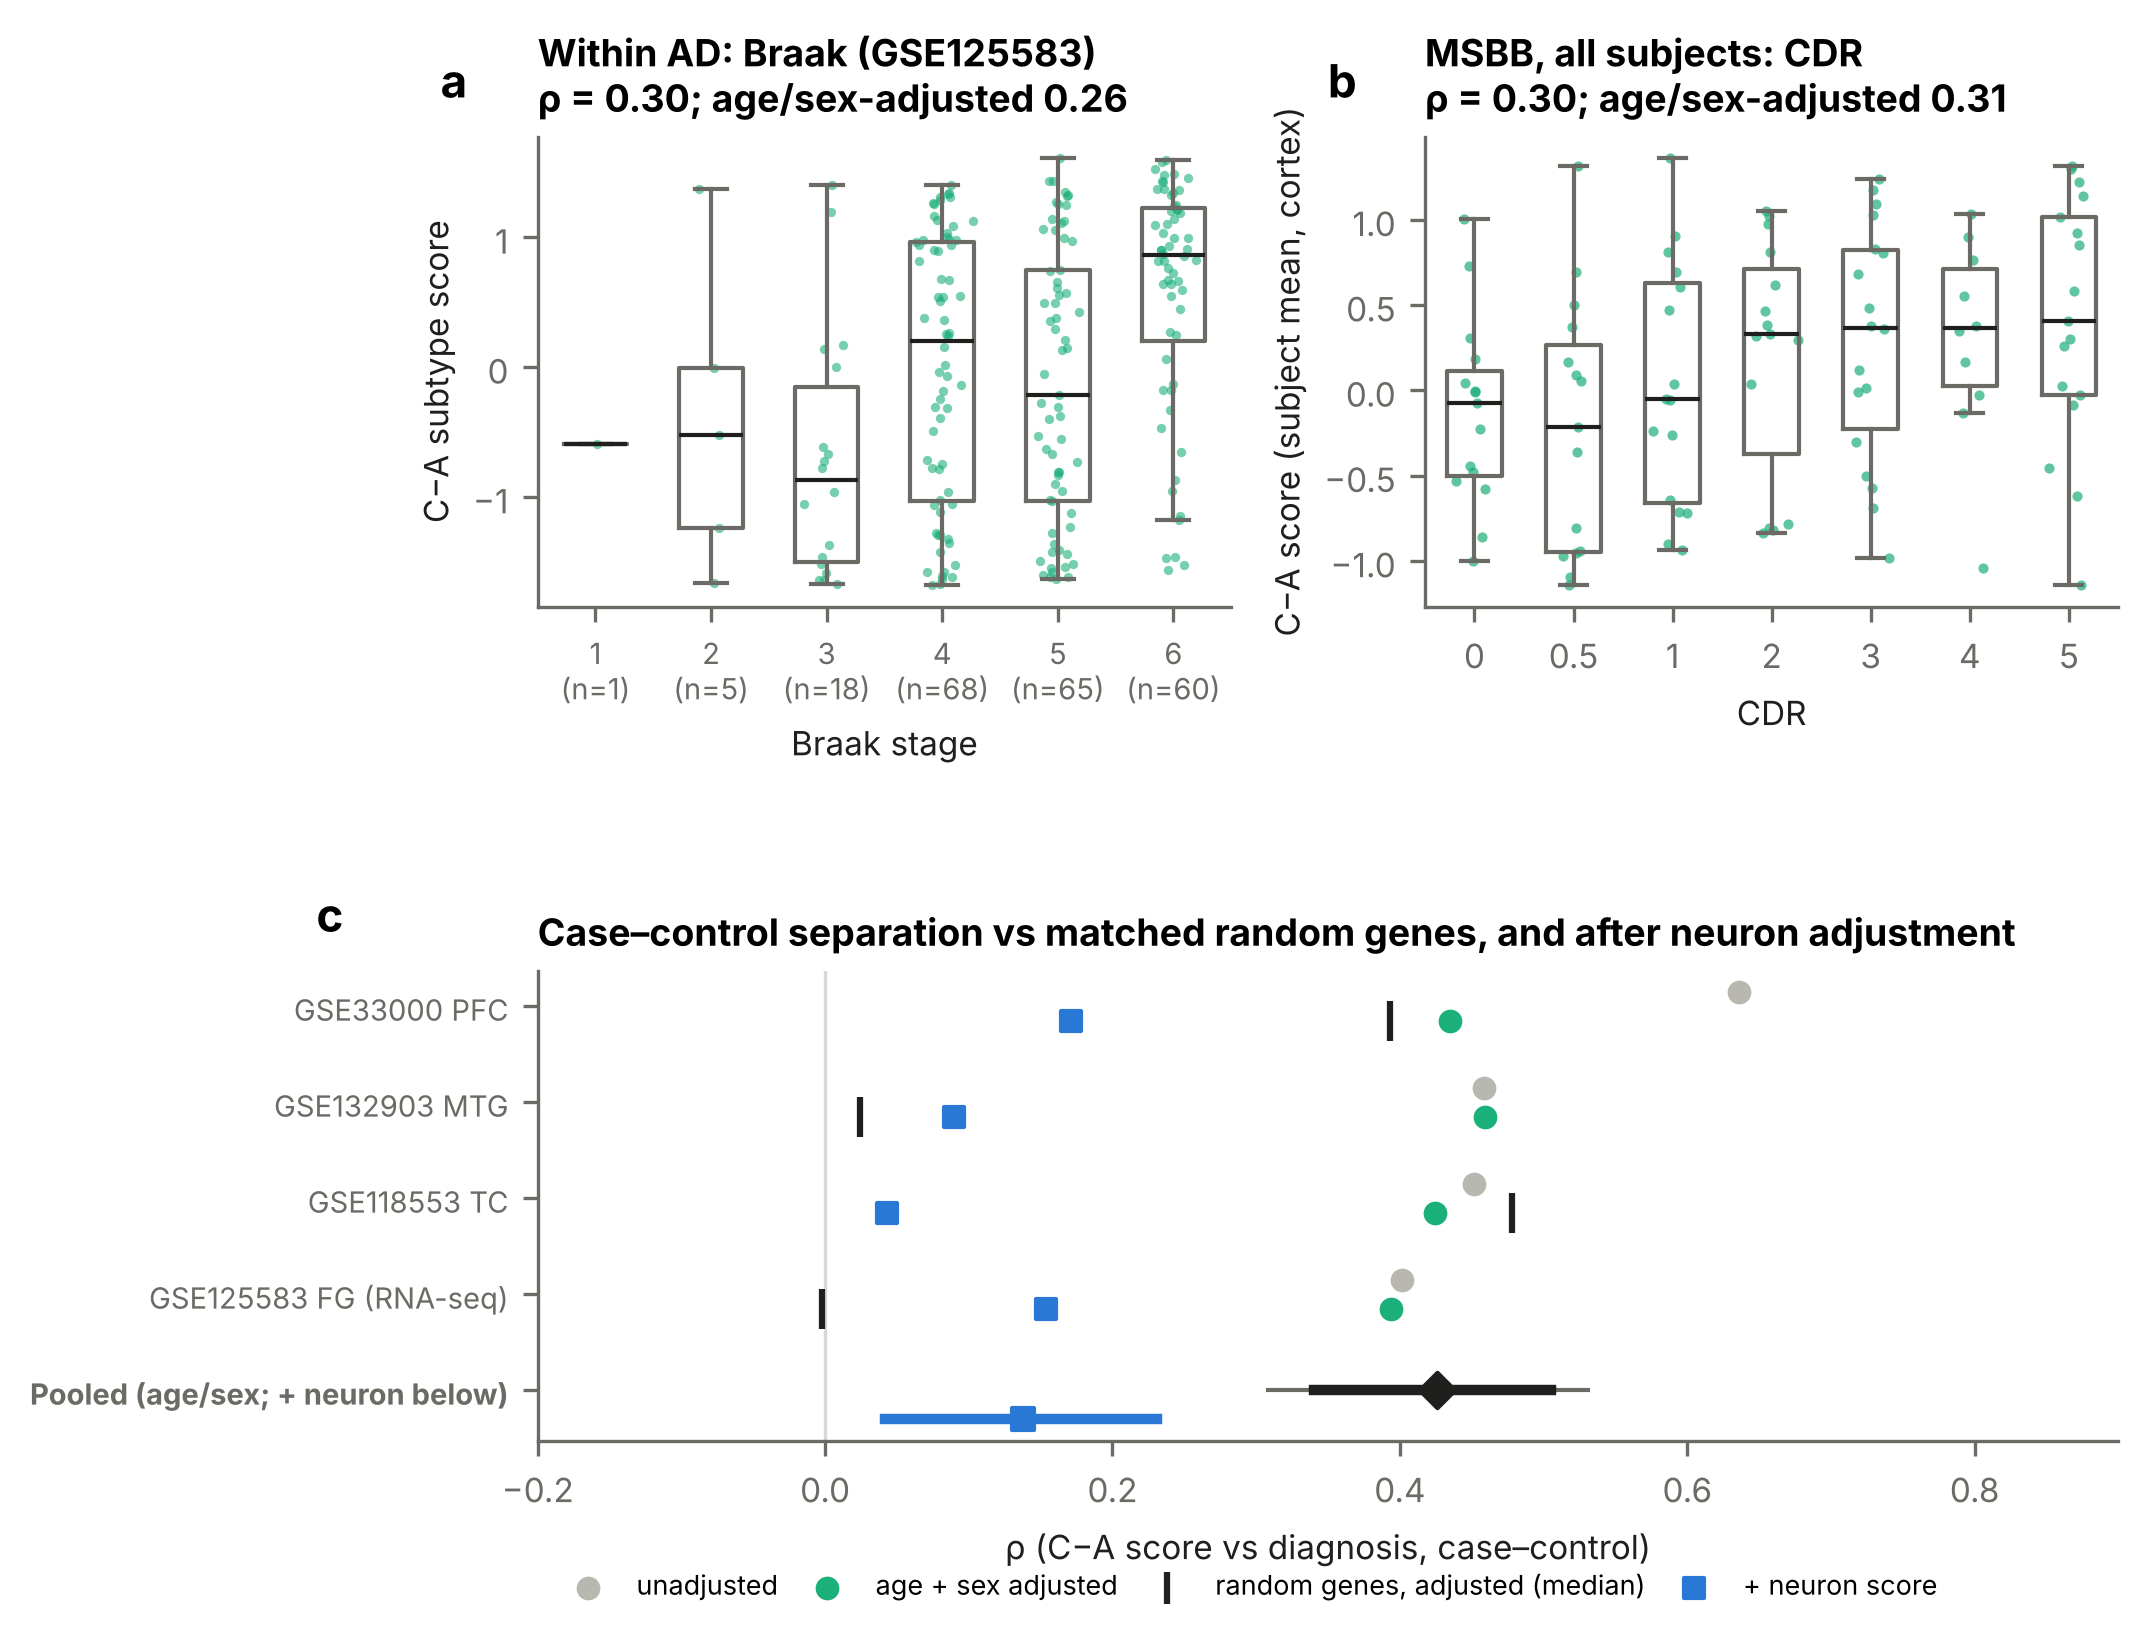 a
Within AD: Braak (GSE125583)
ρ = 0.30; age/sex-adjusted 0.26
C−A subtype score
1
0
−1
1
(n=1)
2
(n=5)
3
(n=18)
4
(n=68)
5
(n=65)
6
(n=60)
Braak stage
b
MSBB, all subjects: CDR
ρ = 0.30; age/sex-adjusted 0.31
C−A score (subject mean, cortex)
1.0
0.5
0.0
−0.5
−1.0
0
0.5
1
2
3
4
5
CDR
c
Case–control separation vs matched random genes, and after neuron adjustment
GSE33000 PFC
GSE132903 MTG
GSE118553 TC
GSE125583 FG (RNA-seq)
Pooled (age/sex; + neuron below)
−0.2
0.0
0.2
0.4
0.6
0.8
ρ (C−A score vs diagnosis, case–control)
unadjusted
age + sex adjusted
random genes, adjusted (median)
+ neuron score